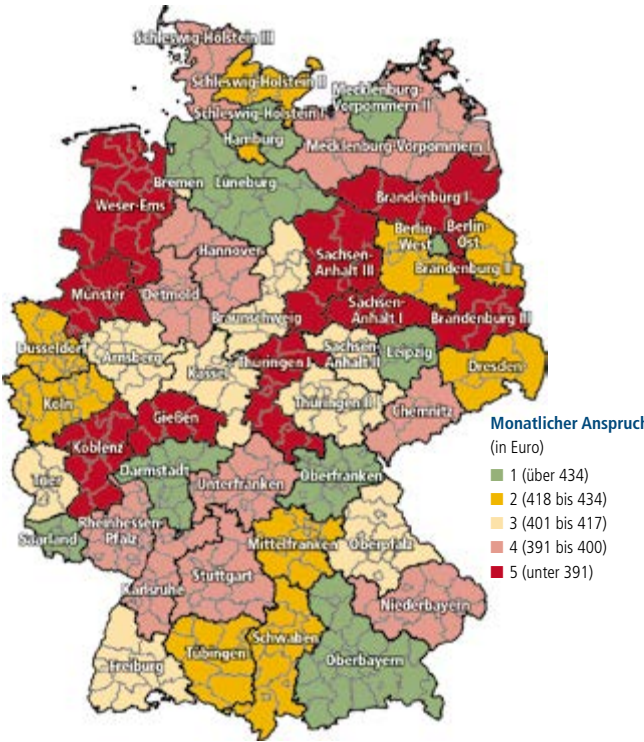 Schleswig-Holstein III
Schleswig-Holstein II
Mecklenburg-
Vorpommern II
Schleswig-Holstein I
Hamburg
Mecklenburg-Vorpommern I
Bremen
Lüneburg
Weser-Ems
Brandenburg I
Berlin-
West
Berlin-
Ost
Hannover
Sachsen-
Anhalt III
Brandenburg II
Münster
Detmold
Braunschweig
Sachsen-
Anhalt I
Brandenburg III
Düsseldorf
Arnsberg
Kassel
Thüringen I
Sachsen-
Anhalt II
Leipzig
Dresden
Köln
Thüringen II
Chemnitz
Gießen
Koblenz
Darmstadt
Oberfranken
Trier
Unterfranken
Rheinhessen-
Pfalz
Saarland
Mittelfranken
Oberpfalz
Karlsruhe
Stuttgart
Niederbayern
Schwaben
Tübingen
Freiburg
Oberbayern
Monatlicher Anspruch
(in Euro)
1 (über 434)
2 (418 bis 434)
3 (401 bis 417)
4 (391 bis 400)
5 (unter 391)